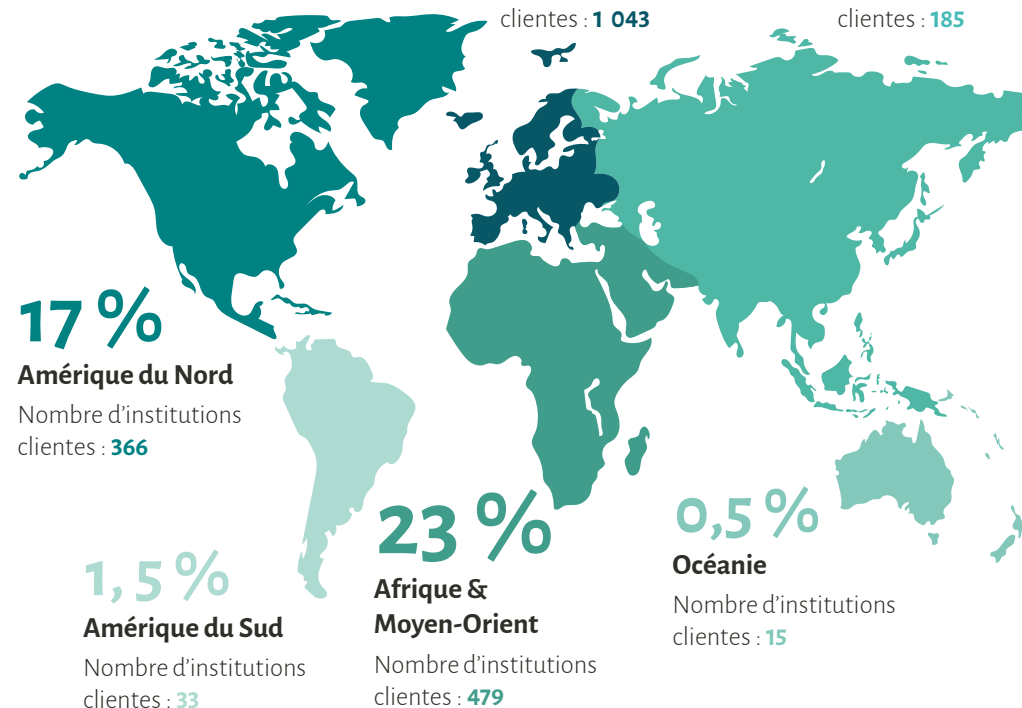 clientes : 1 043
clientes : 185
17 %
Amérique du Nord
Nombre d’institutions
clientes : 366
1, 5 %
Amérique du Sud
Nombre d’institutions
clientes : 33
23 %
Afrique &
Moyen-Orient
Nombre d’institutions
clientes : 479
0,5 %
Océanie
Nombre d’institutions
clientes : 15